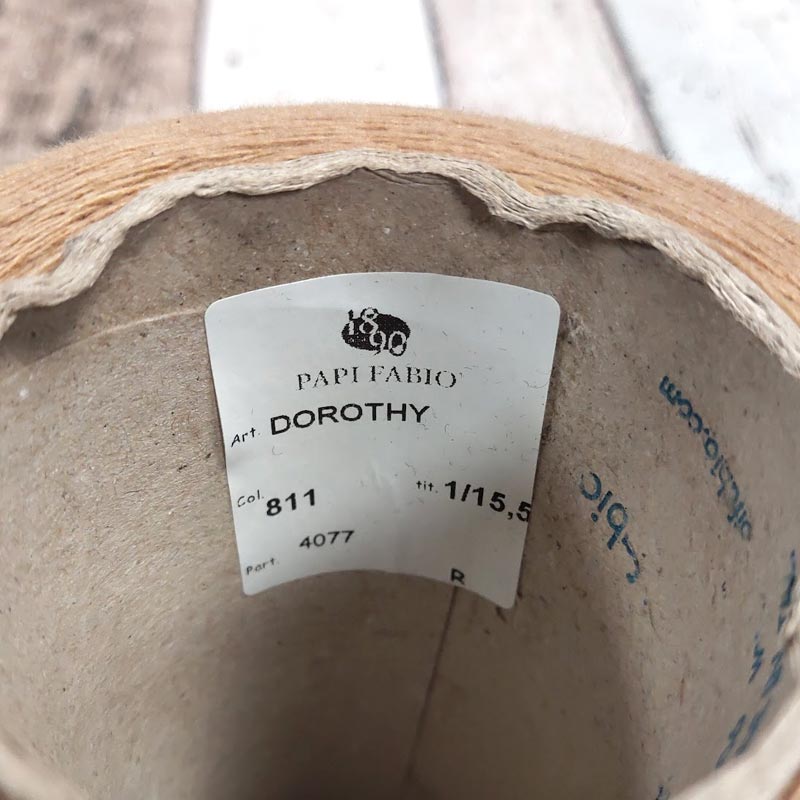 1890
PAPI FABIO
Art. DOROTHY
Col. 811 tit. 1/15,5
Part. 4077
R